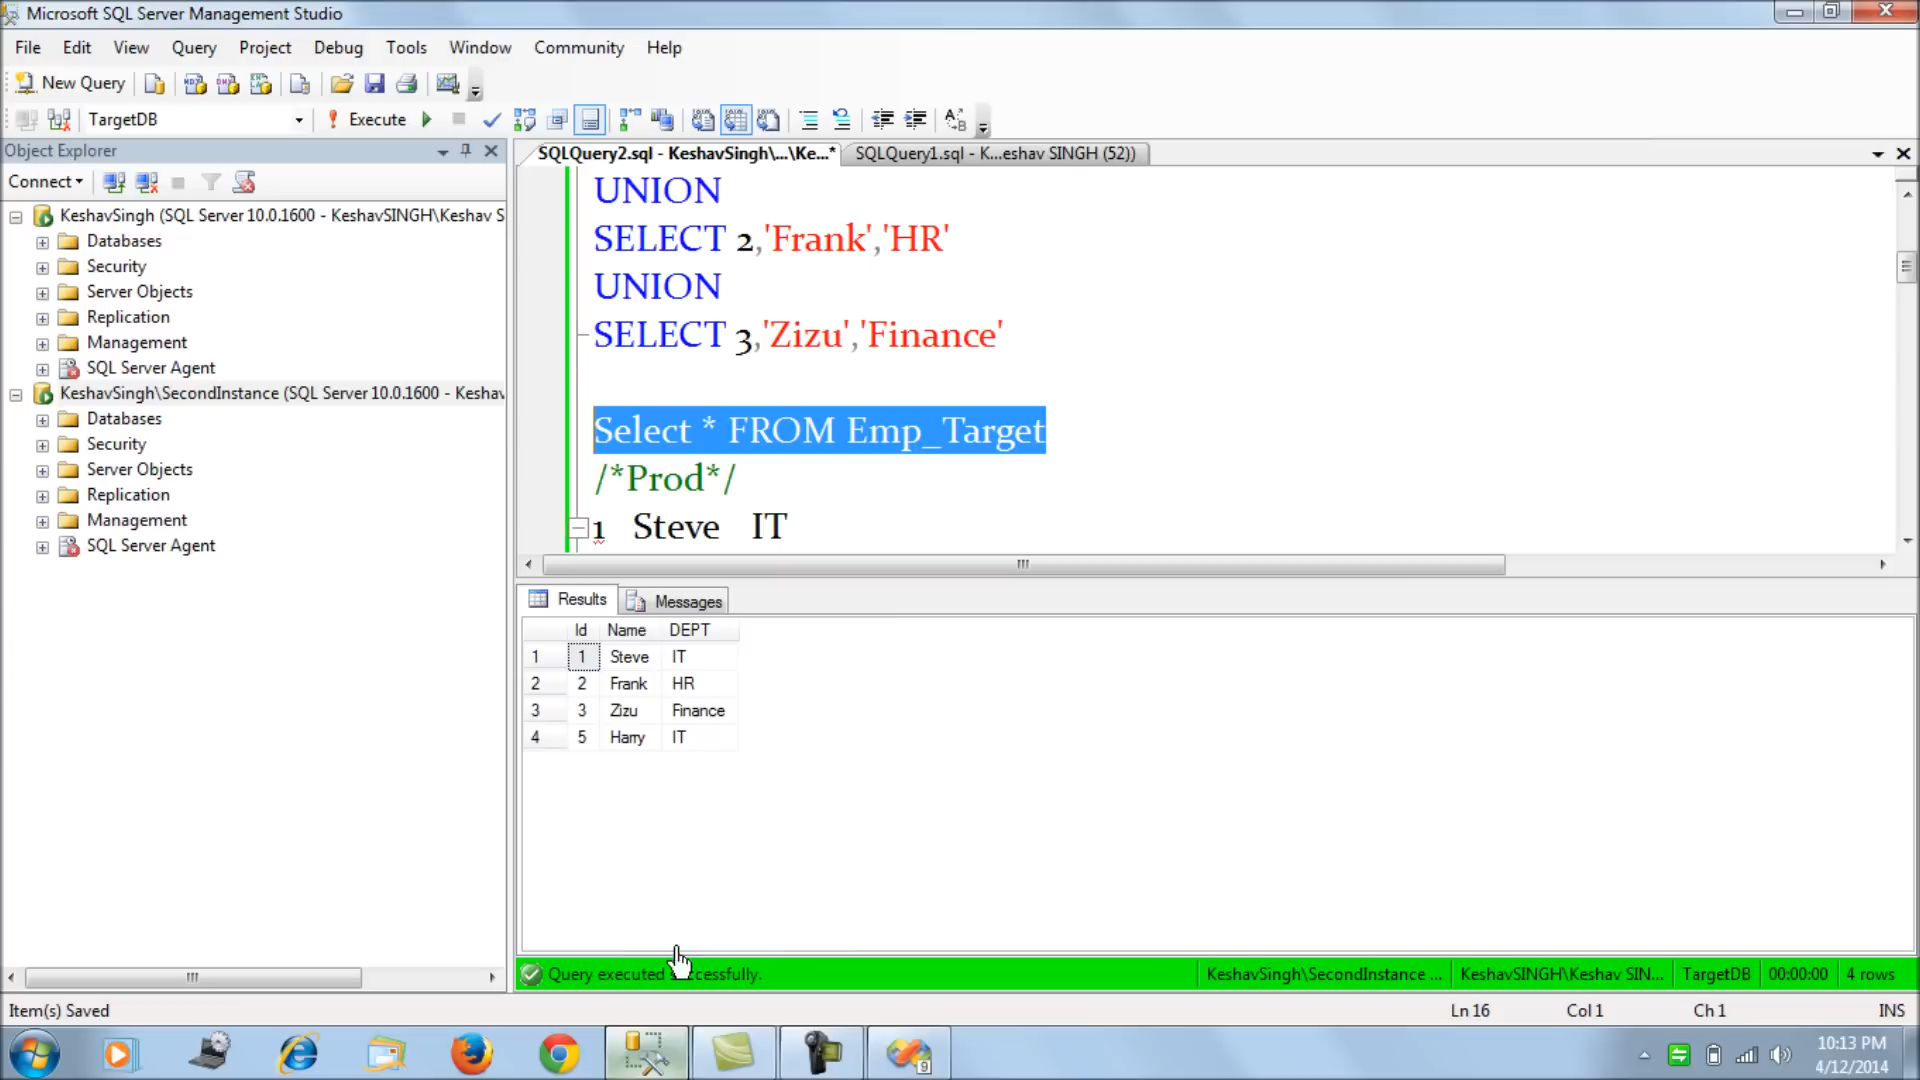 Microsoft SQL Server Management Studio
File Edit View Query Project Debug Tools Window Community Help
New Query
TargetDB Execute
Object Explorer
Connect
KeshavSingh (SQL Server 10.0.1600 - KeshavSINGH\Keshav S
Databases
Security
Server Objects
Replication
Management
SQL Server Agent
KeshavSingh\SecondInstance (SQL Server 10.0.1600 - Keshav
Databases
Security
Server Objects
Replication
Management
SQL Server Agent
SQLQuery2.sql - KeshavSingh\...\Ke...* SQLQuery1.sql - K...eshav SINGH (52))
UNION
SELECT 2,'Frank','HR'
UNION
SELECT 3,'Zizu','Finance'
Select * FROM Emp_Target
/*Prod*/
1 Steve IT
Results Messages
Id Name DEPT
1 1 Steve IT
2 2 Frank HR
3 3 Zizu Finance
4 5 Harry IT
Query executed successfully. KeshavSingh\SecondInstance ... KeshavSINGH\Keshav SIN... TargetDB 00:00:00 4 rows
Item(s) Saved Ln 16 Col 1 Ch 1 INS
9
10:13 PM
4/12/2014